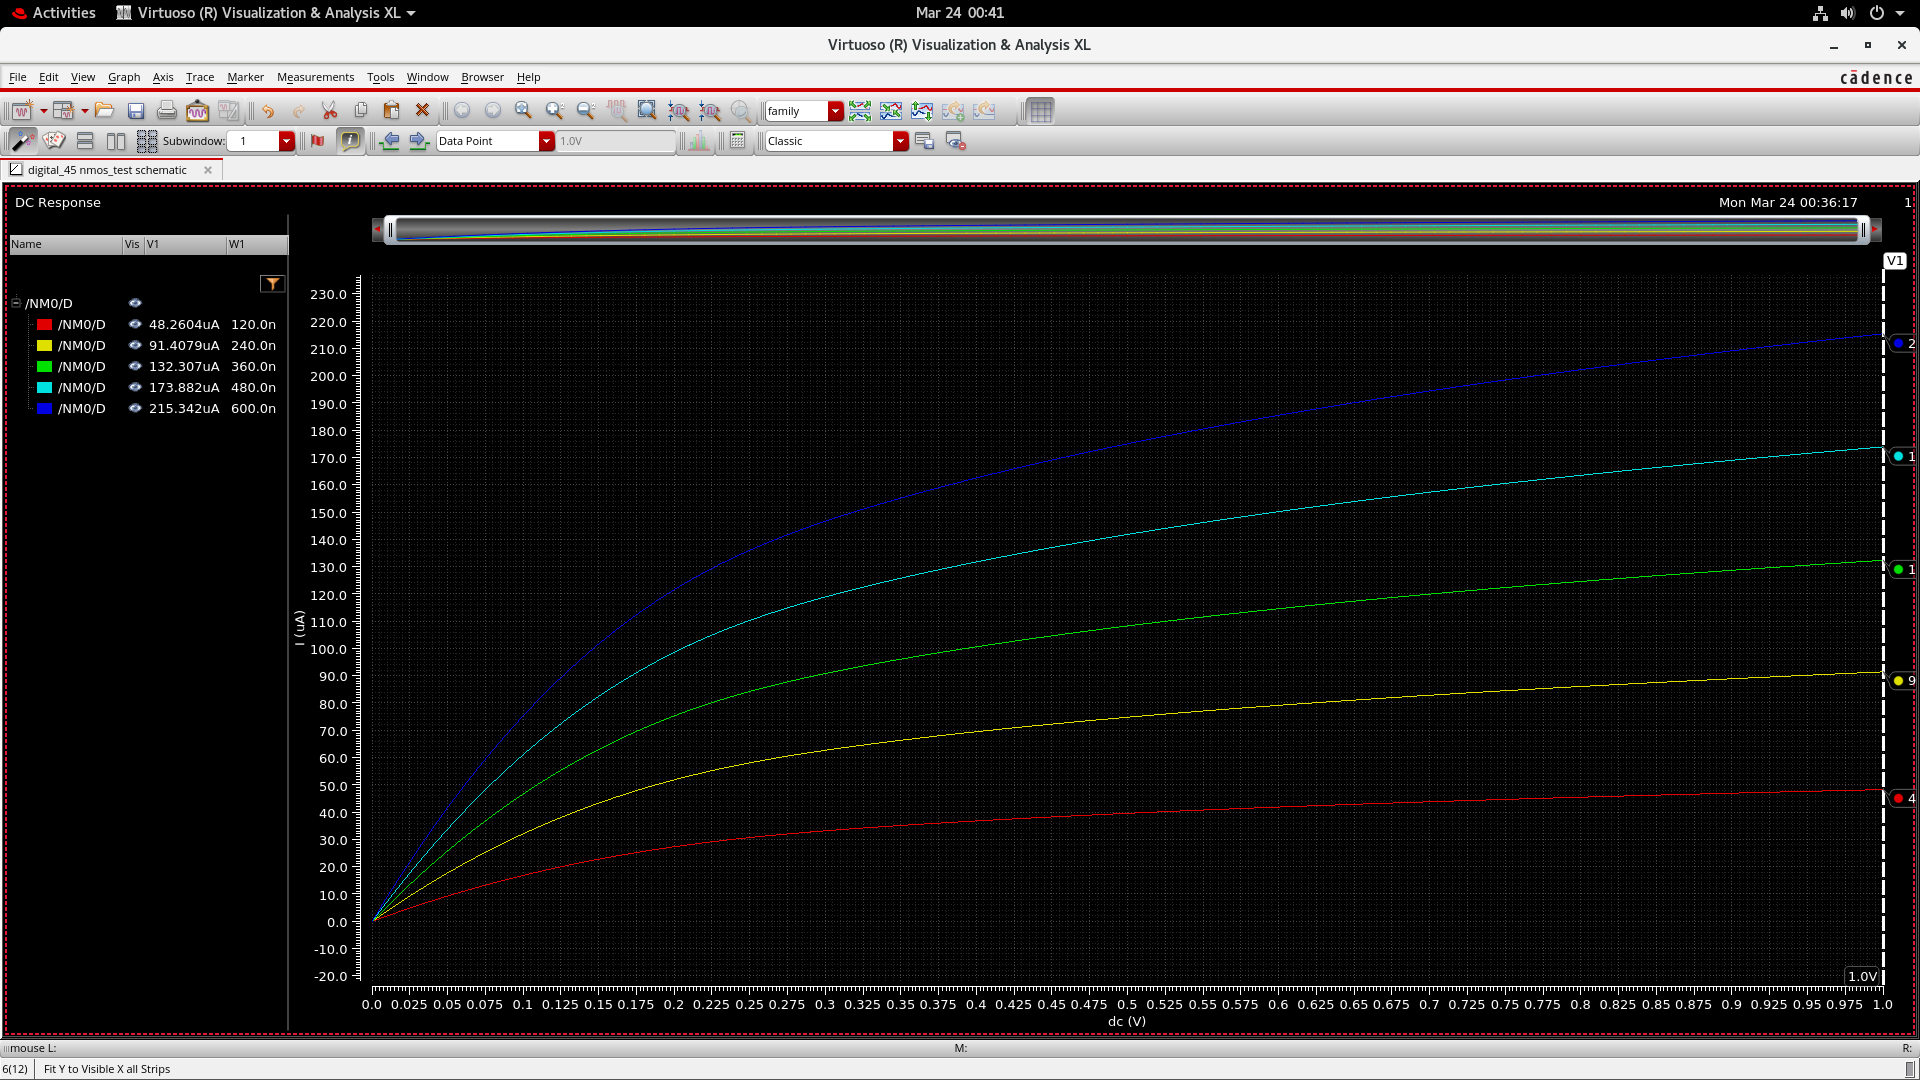 Activities Virtuoso (R) Visualization & Analysis XL Mar 24 00:41
Virtuoso (R) Visualization & Analysis XL
File Edit View Graph Axis Trace Marker Measurements Tools Window Browser Help cādence
family
Subwindow: 1 Data Point 1.0V Classic
digital_45 nmos_test schematic
DC Response Mon Mar 24 00:36:17 1
Name Vis V1 W1
V1
/NM0/D
/NM0/D 48.2604uA 120.0n
/NM0/D 91.4079uA 240.0n
/NM0/D 132.307uA 360.0n
/NM0/D 173.882uA 480.0n
/NM0/D 215.342uA 600.0n
230.0
220.0
210.0
200.0
190.0
180.0
170.0
160.0
150.0
140.0
130.0
120.0
110.0
100.0
90.0
80.0
70.0
60.0
50.0
40.0
30.0
20.0
10.0
0.0
-10.0
-20.0
I (uA)
2
1
1
9
4
1.0V
0.0 0.025 0.05 0.075 0.1 0.125 0.15 0.175 0.2 0.225 0.25 0.275 0.3 0.325 0.35 0.375 0.4 0.425 0.45 0.475 0.5 0.525 0.55 0.575 0.6 0.625 0.65 0.675 0.7 0.725 0.75 0.775 0.8 0.825 0.85 0.875 0.9 0.925 0.95 0.975 1.0
dc (V)
mouse L: M: R:
6(12) Fit Y to Visible X all Strips